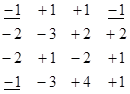 -1 +1 +1 -1
-2 -3 +2 +2
-2 +1 -2 +1
-1 -3 +4 +1